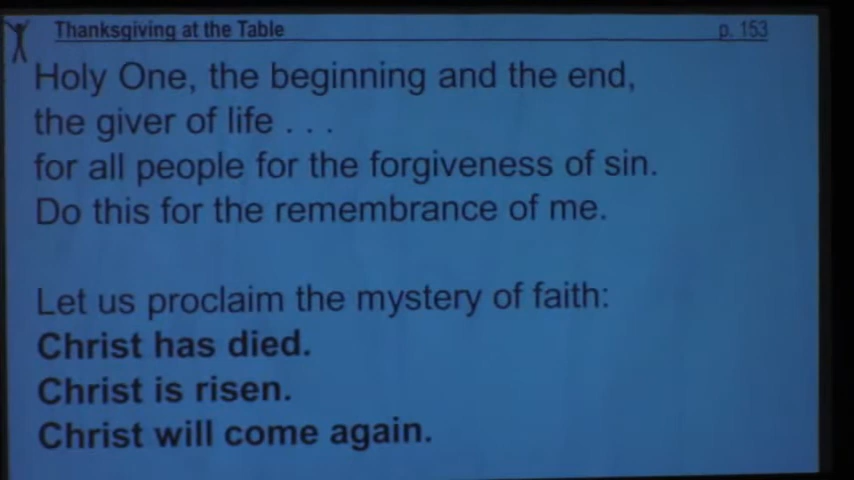 Thanksgiving at the Table p. 153
Holy One, the beginning and the end,
the giver of life . . .
for all people for the forgiveness of sin.
Do this for the remembrance of me.
Let us proclaim the mystery of faith:
Christ has died.
Christ is risen.
Christ will come again.